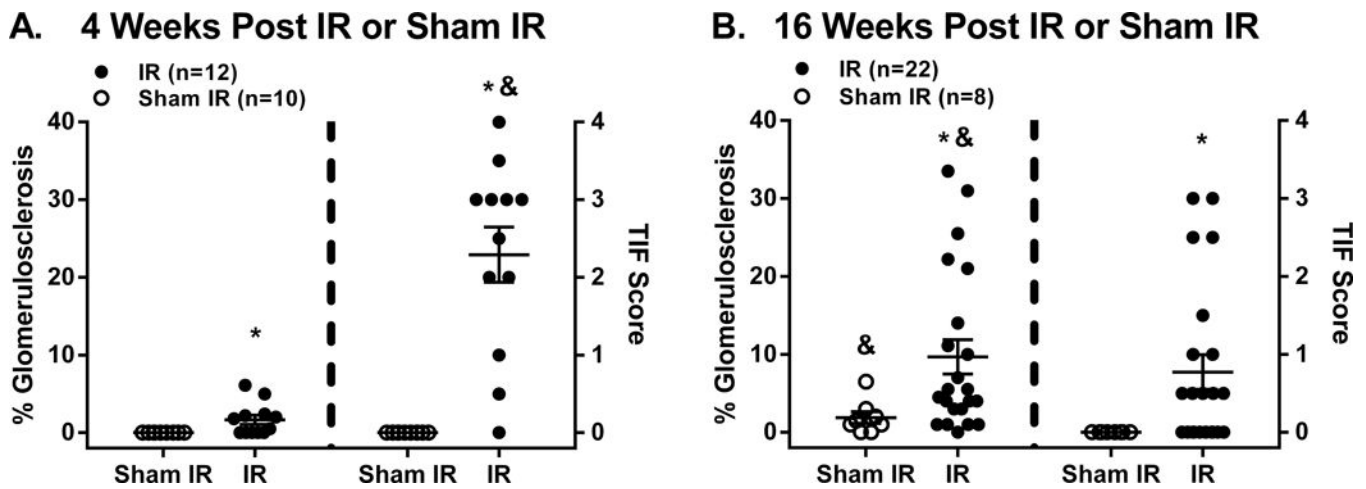 A. 4 Weeks Post IR or Sham IR
IR (n=12)
Sham IR (n=10)
* &
*
40
30
20
10
0
% Glomerulosclerosis
4
3
2
1
0
TIF Score
Sham IR IR Sham IR IR
B. 16 Weeks Post IR or Sham IR
IR (n=22)
Sham IR (n=8)
* &
*
&
40
30
20
10
0
% Glomerulosclerosis
4
3
2
1
0
TIF Score
Sham IR IR Sham IR IR